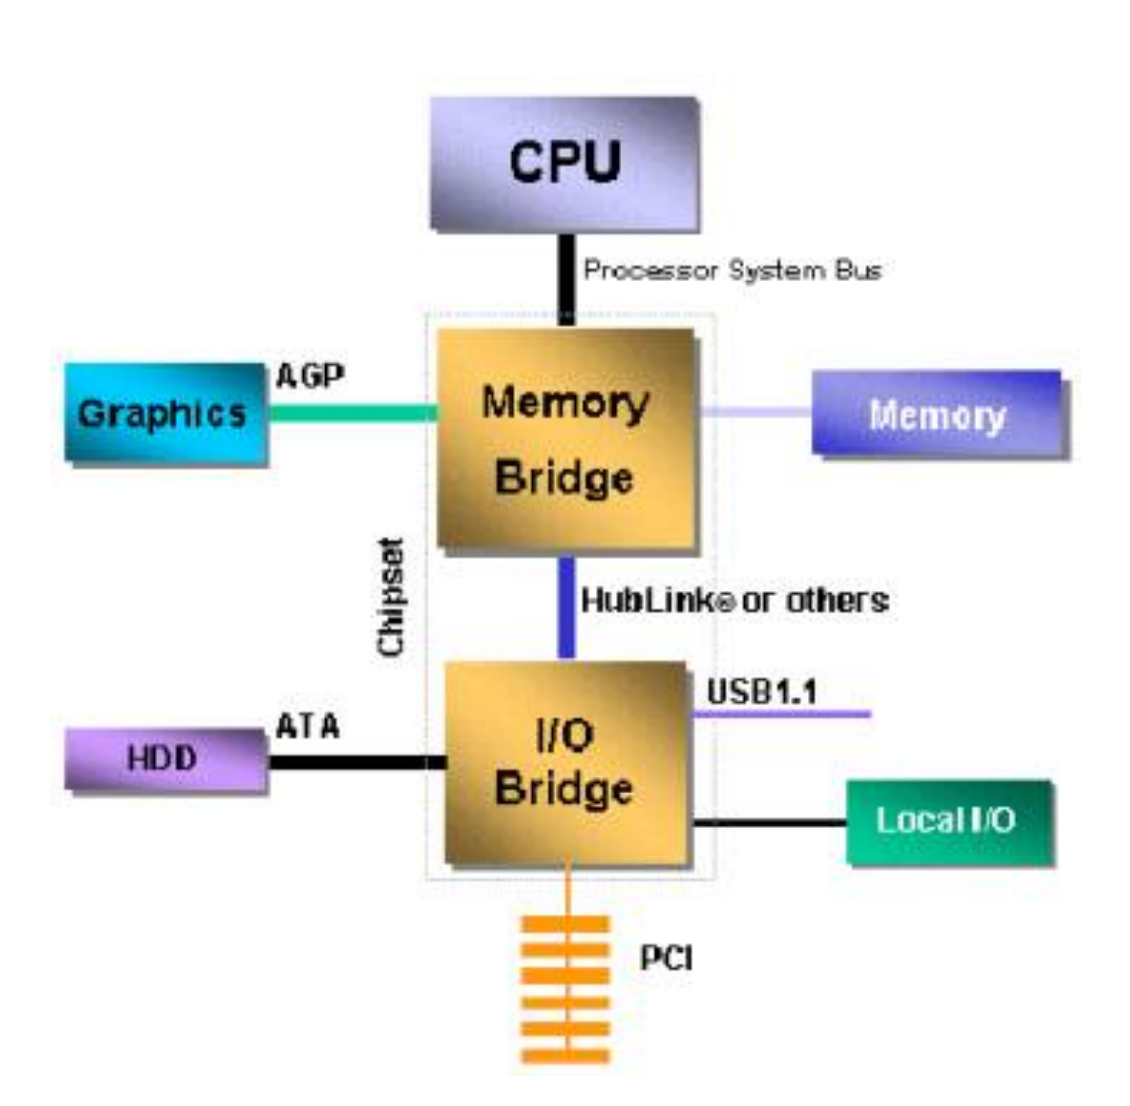 CPU
Processor System Bus
AGP
Graphics
Memory
Bridge
Memory
Chipset
HubLink® or others
USB1.1
ATA
HDD
I/O
Bridge
Local I/O
PCI